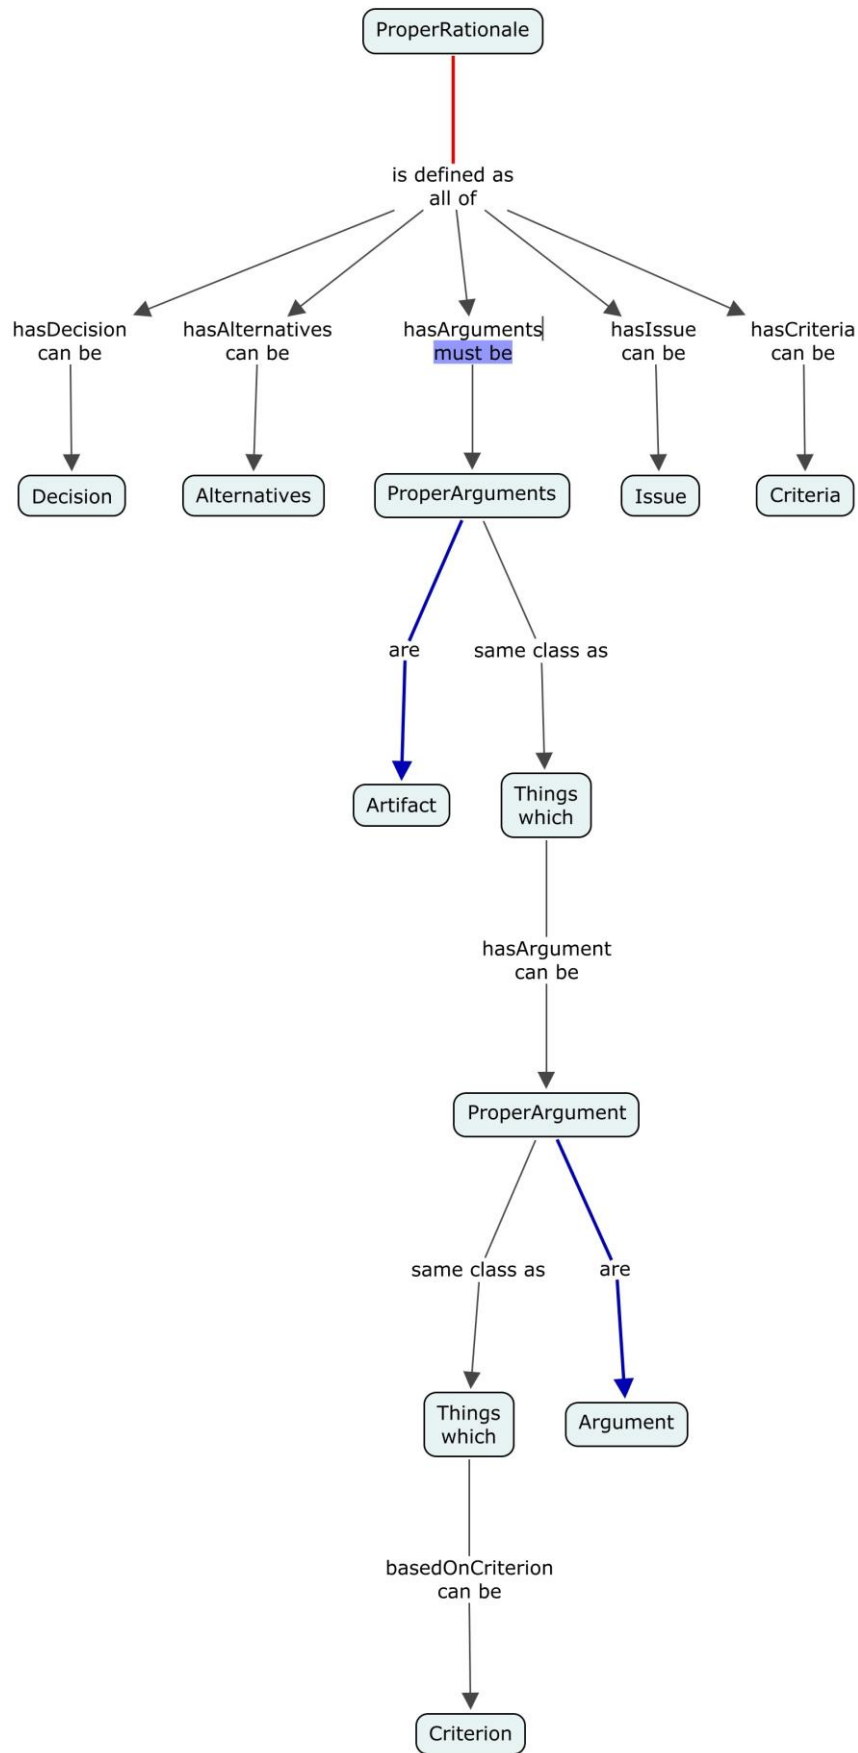 ProperRationale
is defined as
all of
hasDecision
can be
hasAlternatives
can be
hasArguments
must be
hasIssue
can be
hasCriteria
can be
Decision
Alternatives
ProperArguments
Issue
Criteria
are
same class as
Artifact
Things
which
hasArgument
can be
ProperArgument
same class as
are
Things
which
Argument
basedOnCriterion
can be
Criterion